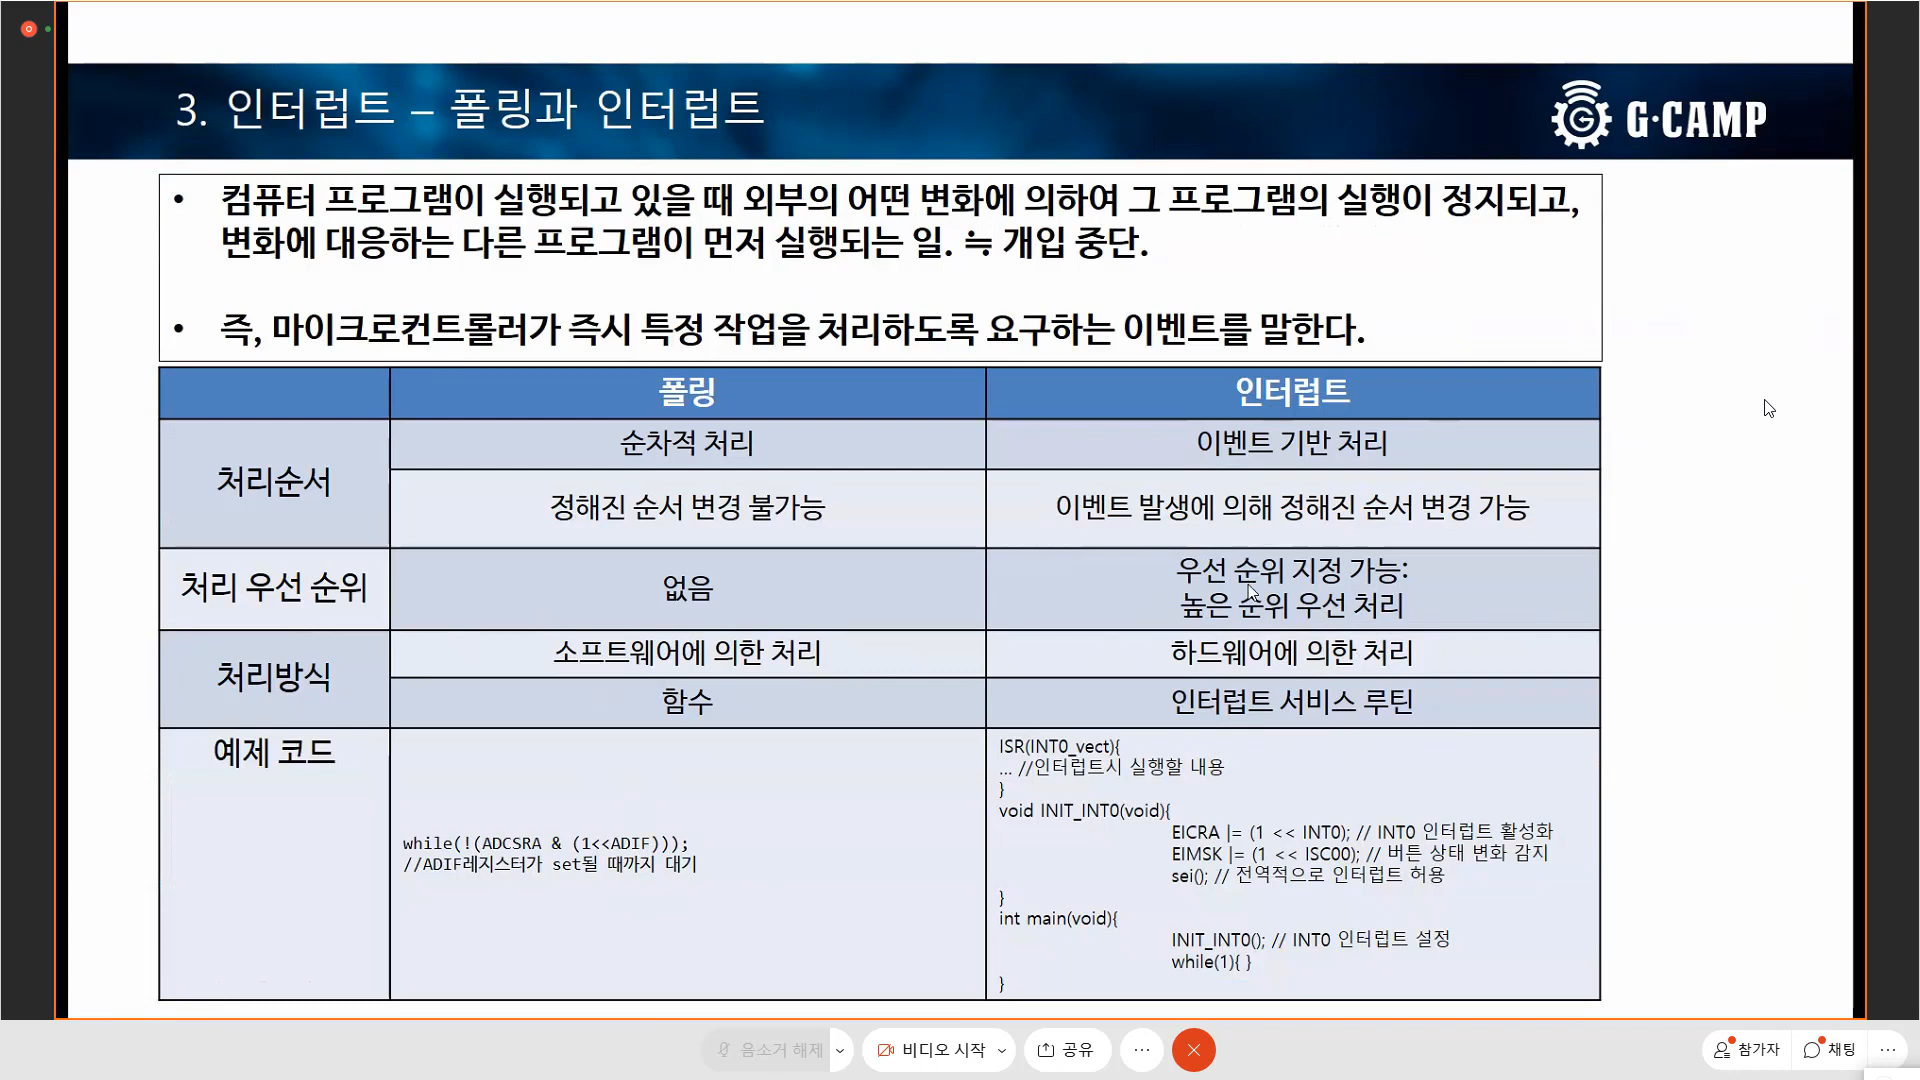 3. 인터럽트 – 폴링과 인터럽트
G·CAMP
• 컴퓨터 프로그램이 실행되고 있을 때 외부의 어떤 변화에 의하여 그 프로그램의 실행이 정지되고,
변화에 대응하는 다른 프로그램이 먼저 실행되는 일. ≒ 개입 중단.
• 즉, 마이크로컨트롤러가 즉시 특정 작업을 처리하도록 요구하는 이벤트를 말한다.
폴링
인터럽트
처리순서
순차적 처리
이벤트 기반 처리
정해진 순서 변경 불가능
이벤트 발생에 의해 정해진 순서 변경 가능
처리 우선 순위
없음
우선 순위 지정 가능:
높은 순위 우선 처리
처리방식
소프트웨어에 의한 처리
하드웨어에 의한 처리
함수
인터럽트 서비스 루틴
예제 코드
while(!(ADCSRA & (1<<ADIF)));
//ADIF레지스터가 set될 때까지 대기
ISR(INT0_vect){
... //인터럽트시 실행할 내용
}
void INIT_INT0(void){
EICRA |= (1 << INT0); // INT0 인터럽트 활성화
EIMSK |= (1 << ISC00); // 버튼 상태 변화 감지
sei(); // 전역적으로 인터럽트 허용
}
int main(void){
INIT_INT0(); // INT0 인터럽트 설정
while(1){ }
}
음소거 해제
비디오 시작
공유
참가자
채팅